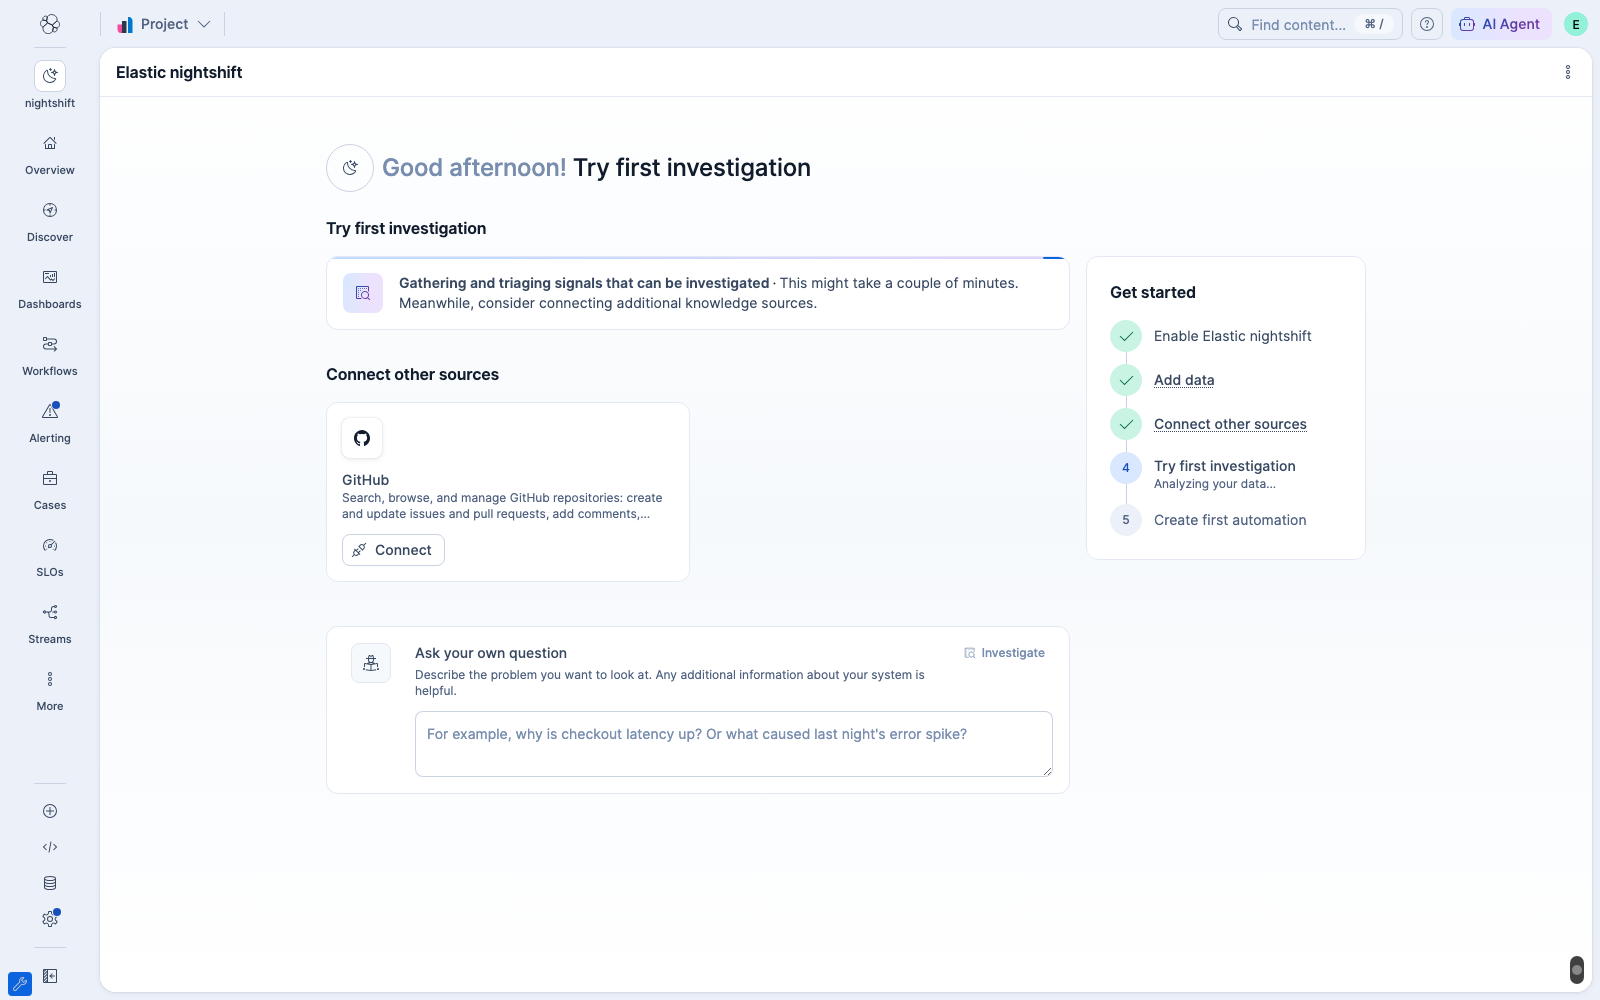 Project
Find content...
⌘ /
AI Agent
E
nightshift
Overview
Discover
Dashboards
Workflows
Alerting
Cases
SLOs
Streams
More
Elastic nightshift
Good afternoon! Try first investigation
Try first investigation
Gathering and triaging signals that can be investigated · This might take a couple of minutes.
Meanwhile, consider connecting additional knowledge sources.
Connect other sources
GitHub
Search, browse, and manage GitHub repositories: create
and update issues and pull requests, add comments,...
Connect
Ask your own question
Investigate
Describe the problem you want to look at. Any additional information about your system is
helpful.
For example, why is checkout latency up? Or what caused last night's error spike?
Get started
Enable Elastic nightshift
Add data
Connect other sources
4
Try first investigation
Analyzing your data...
5
Create first automation